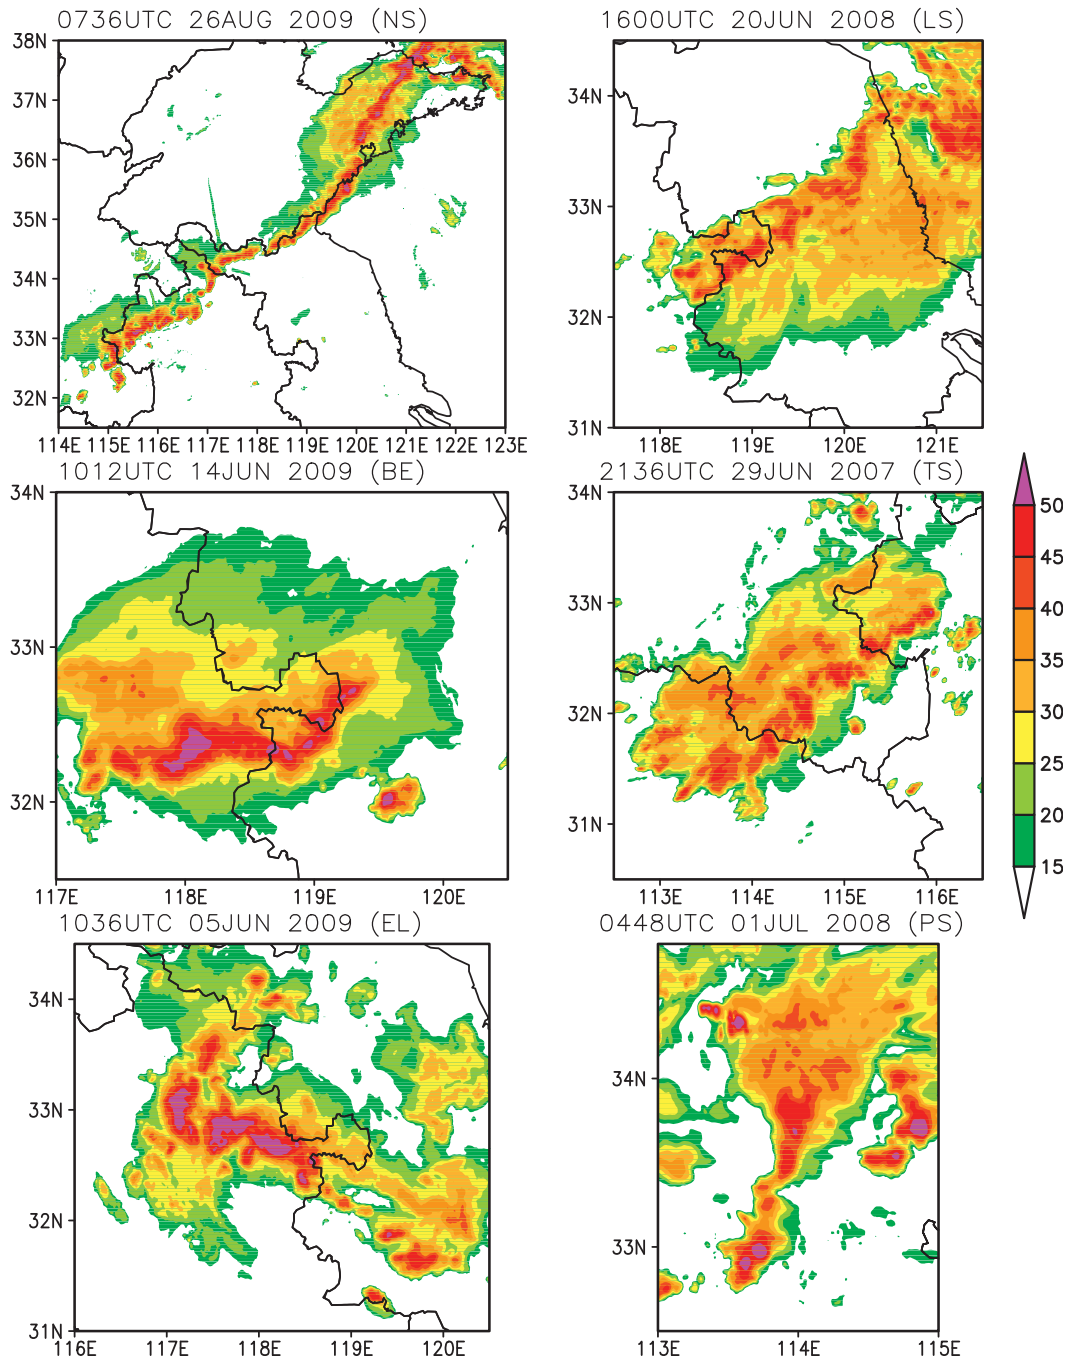 0736UTC 26AUG 2009 (NS)
38N
37N
36N
35N
34N
33N
32N
114E 115E 116E 117E 118E 119E 120E 121E 122E 123E
1600UTC 20JUN 2008 (LS)
34N
33N
32N
31N
118E 119E 120E 121E
1012UTC 14JUN 2009 (BE)
34N
33N
32N
117E 118E 119E 120E
2136UTC 29JUN 2007 (TS)
34N
33N
32N
31N
113E 114E 115E 116E
50
45
40
35
30
25
20
15
1036UTC 05JUN 2009 (EL)
34N
33N
32N
31N
116E 117E 118E 119E 120E
0448UTC 01JUL 2008 (PS)
34N
33N
113E 114E 115E